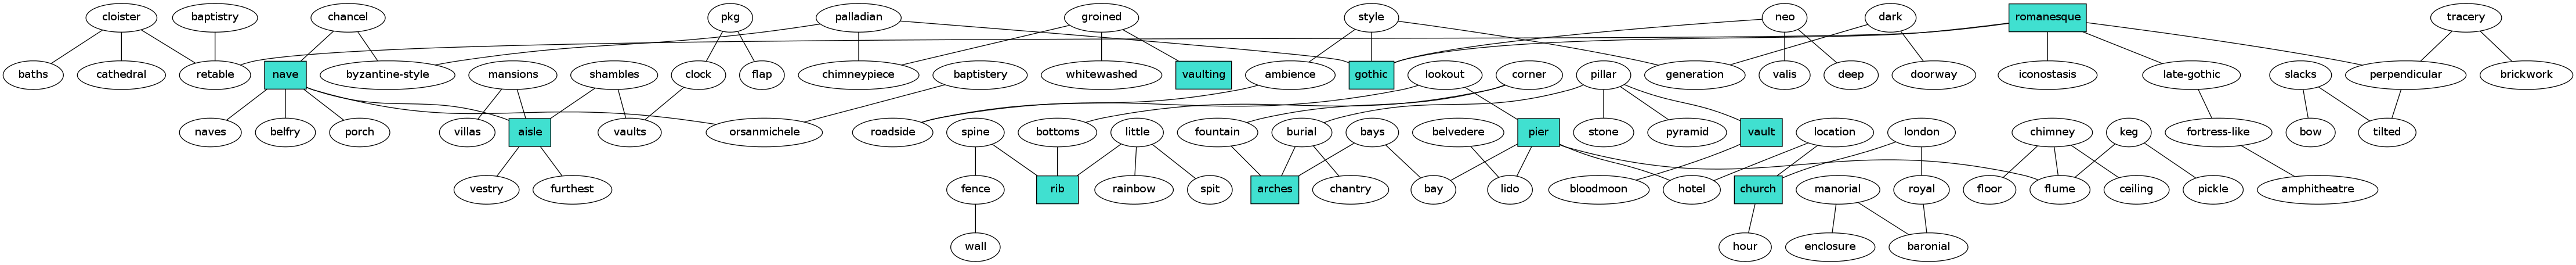 cloister
baptistry
chancel
pkg
palladian
groined
style
neo
dark
romanesque
tracery
baths
cathedral
retable
nave
byzantine-style
mansions
shambles
clock
flap
chimneypiece
baptistery
whitewashed
vaulting
ambience
gothic
lookout
corner
pillar
generation
valis
deep
doorway
iconostasis
late-gothic
slacks
perpendicular
brickwork
naves
belfry
porch
villas
aisle
vaults
orsanmichele
roadside
spine
bottoms
little
fountain
burial
bays
belvedere
pier
stone
pyramid
vault
location
london
chimney
keg
fortress-like
bow
tilted
vestry
furthest
fence
rib
rainbow
spit
arches
chantry
bay
lido
bloodmoon
hotel
church
manorial
royal
floor
flume
ceiling
pickle
amphitheatre
wall
hour
enclosure
baronial